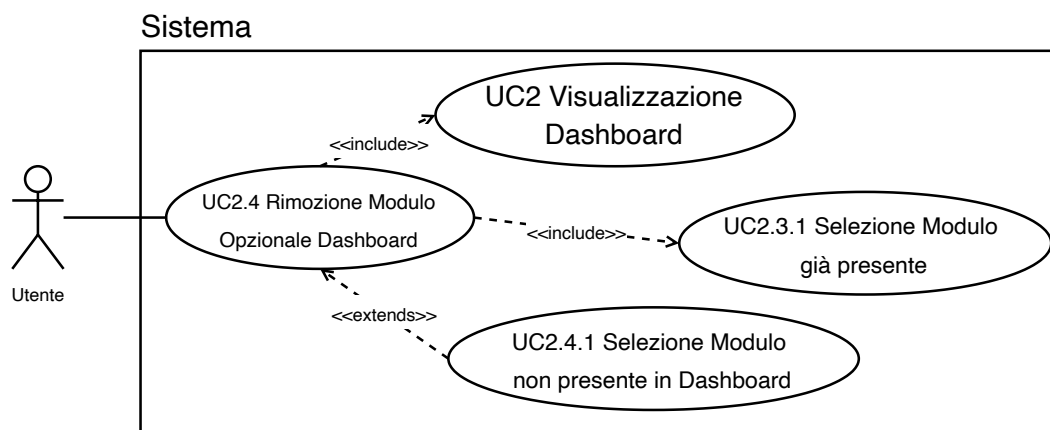 Sistema
UC2 Visualizzazione
Dashboard
<<include>>
UC2.4 Rimozione Modulo
Opzionale Dashboard
<<include>>
UC2.3.1 Selezione Modulo
già presente
Utente
<<extends>>
UC2.4.1 Selezione Modulo
non presente in Dashboard